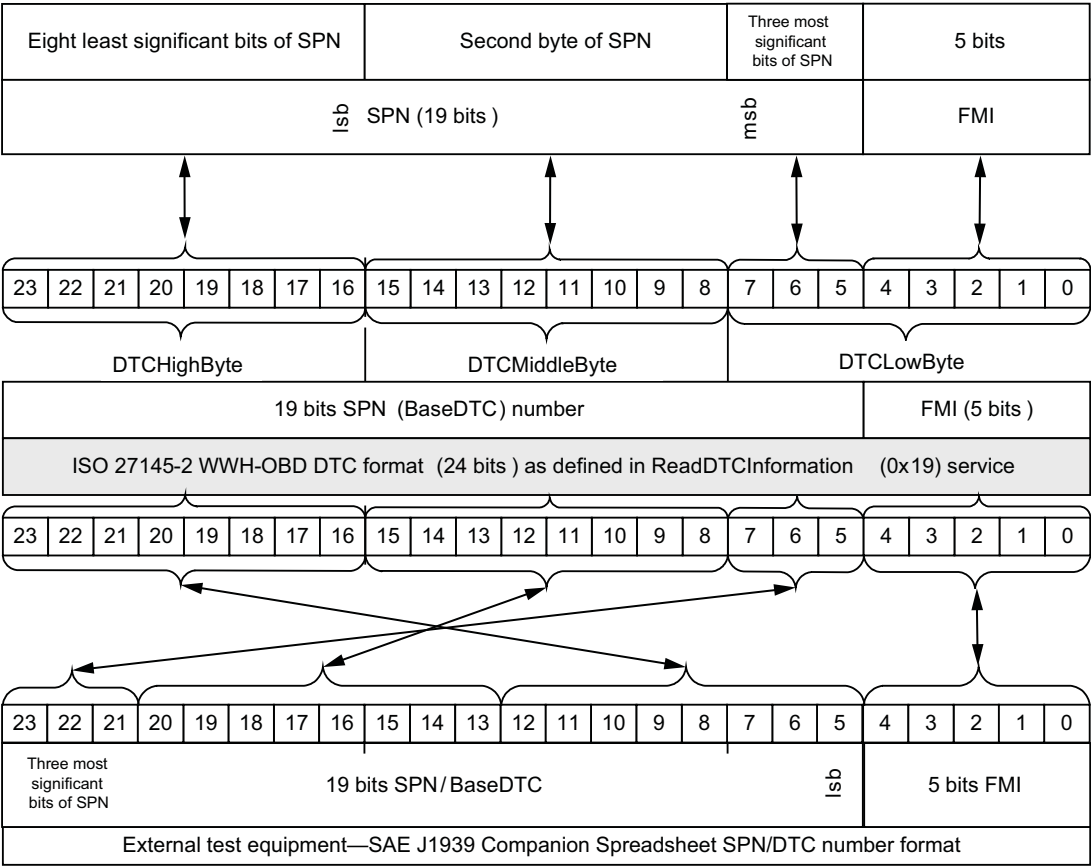 Eight least significant bits of SPN
Second byte of SPN
Three most
significant
bits of SPN
5 bits
lsb
SPN (19 bits )
msb
FMI
23 22 21 20 19 18 17 16 15 14 13 12 11 10 9 8 7 6 5 4 3 2 1 0
DTCHighByte
DTCMiddleByte
DTCLowByte
19 bits SPN (BaseDTC) number
FMI (5 bits )
ISO 27145-2 WWH-OBD DTC format (24 bits ) as defined in ReadDTCInformation (0x19) service
23 22 21 20 19 18 17 16 15 14 13 12 11 10 9 8 7 6 5 4 3 2 1 0
23 22 21 20 19 18 17 16 15 14 13 12 11 10 9 8 7 6 5 4 3 2 1 0
Three most
significant
bits of SPN
19 bits SPN/BaseDTC
lsb
5 bits FMI
External test equipment—SAE J1939 Companion Spreadsheet SPN/DTC number format